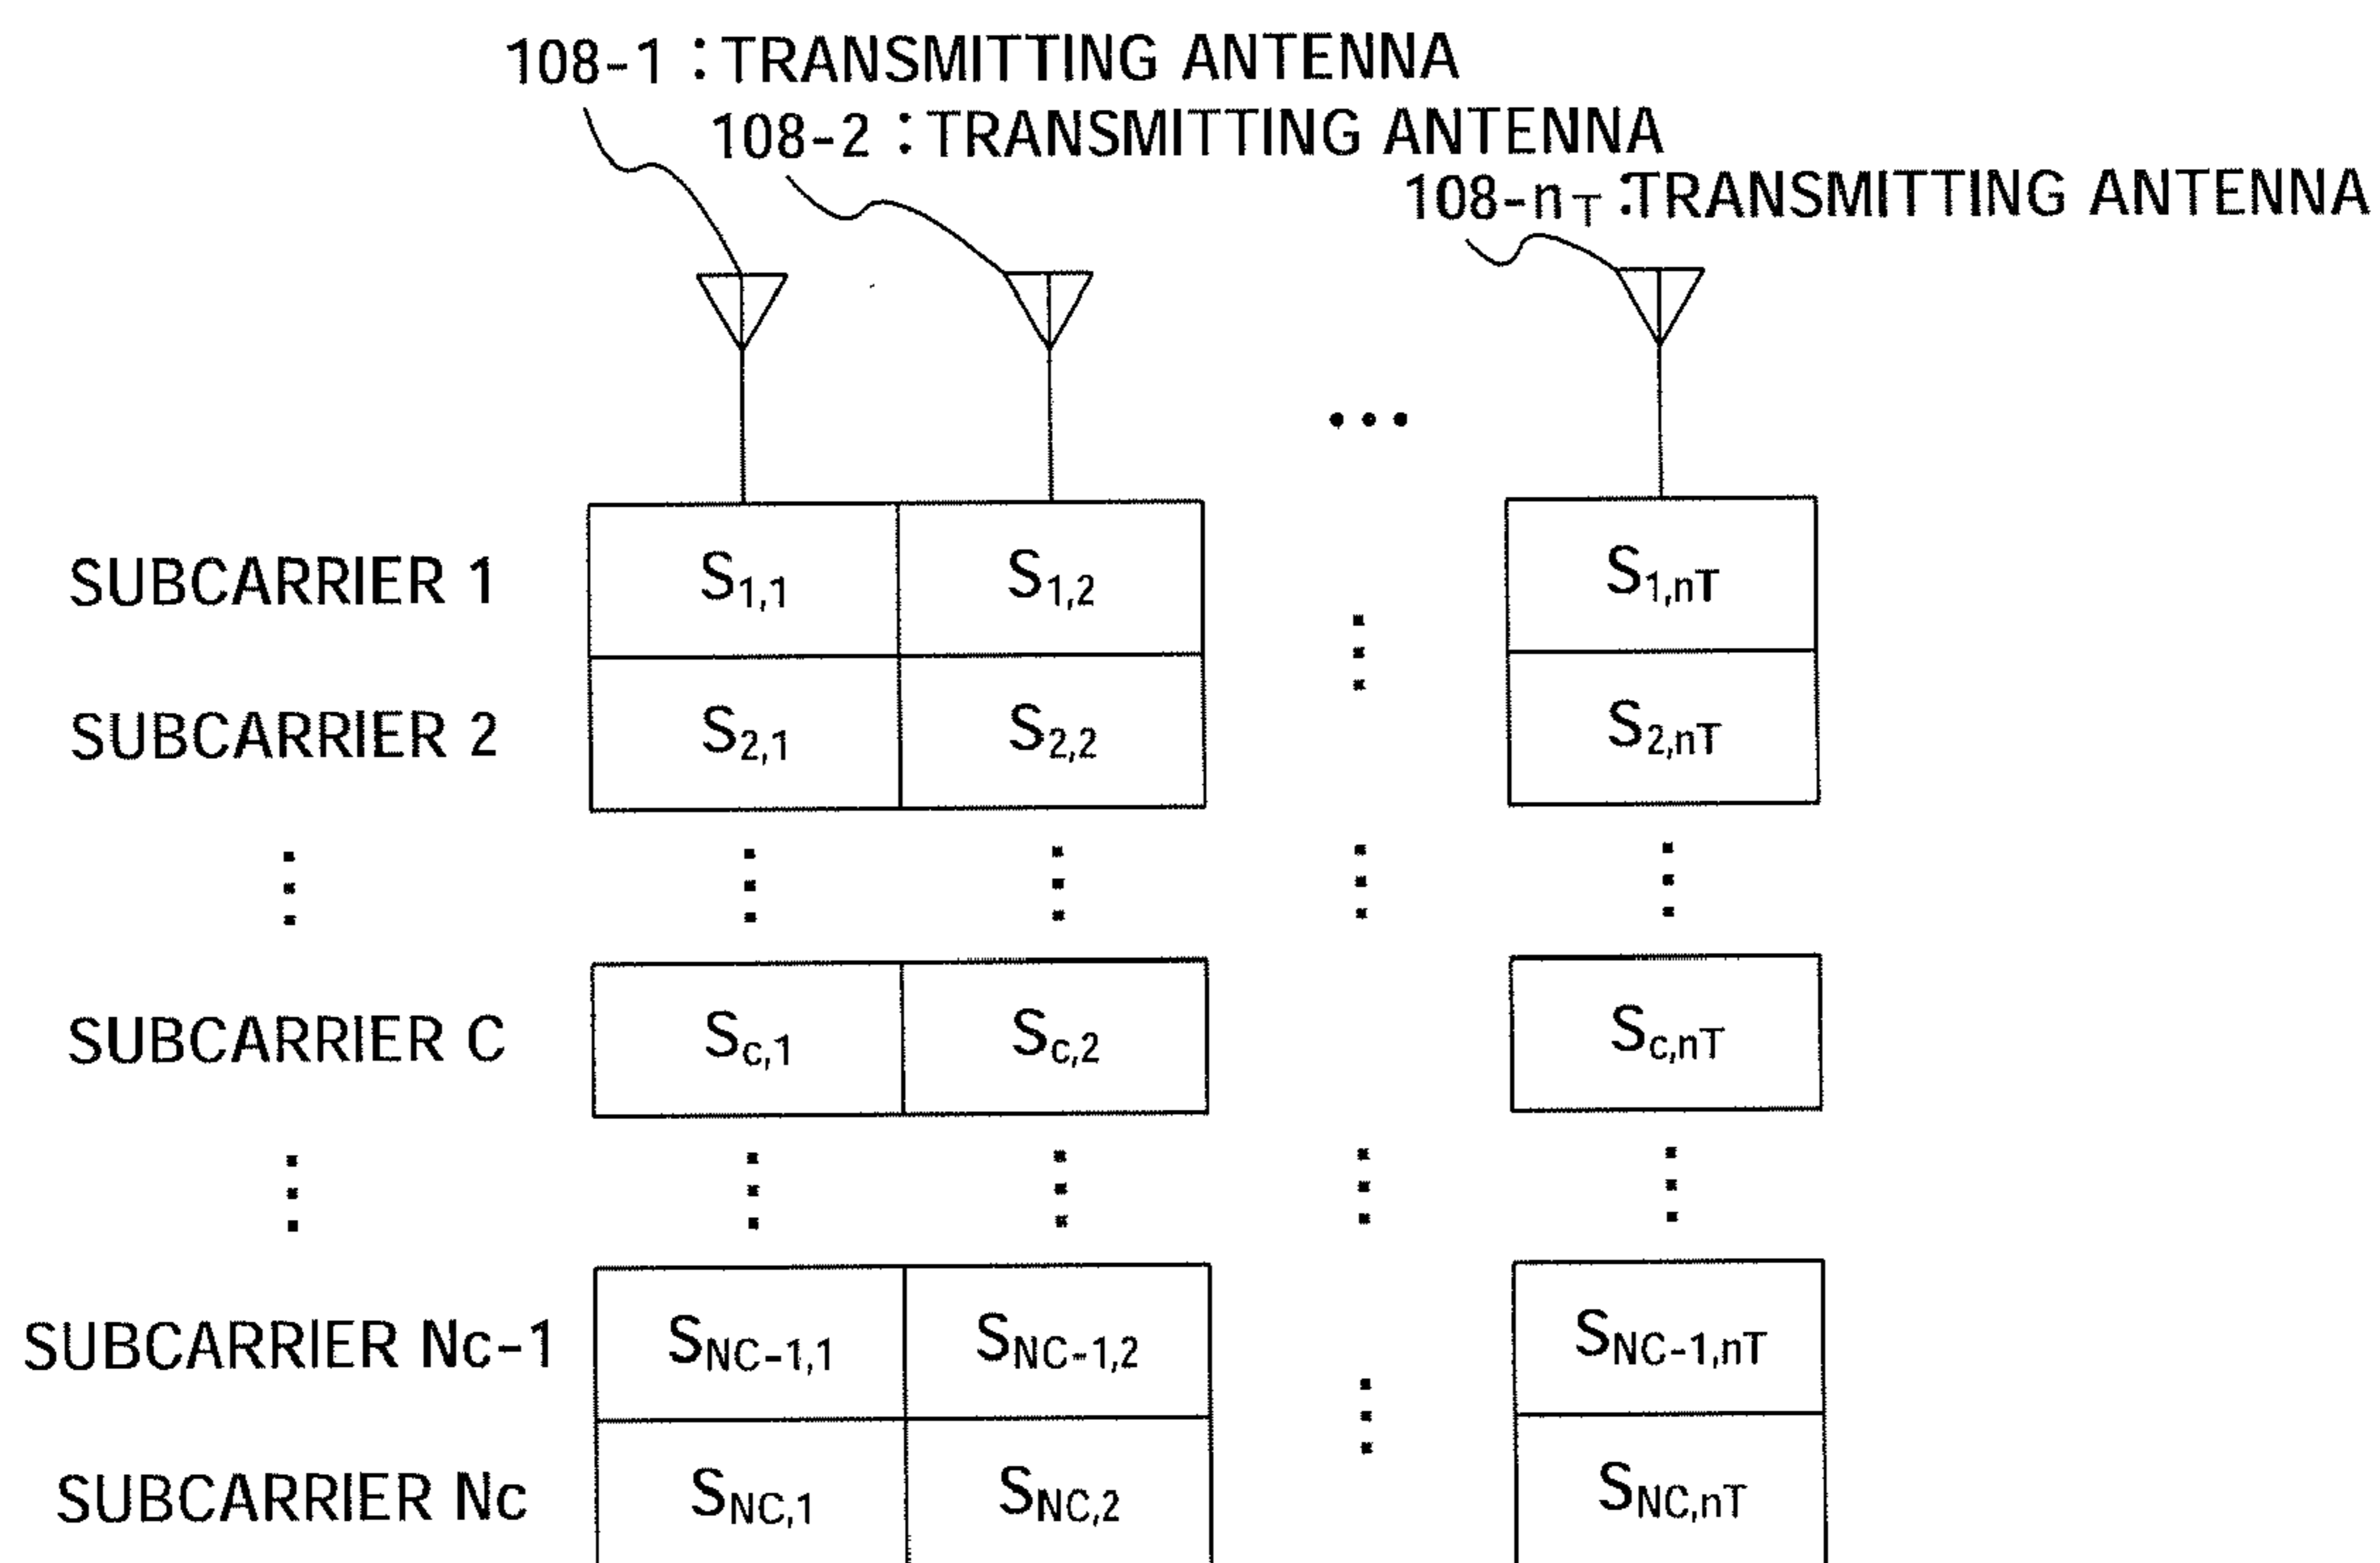 108-1 : TRANSMITTING ANTENNA
108-2 : TRANSMITTING ANTENNA
108-nT : TRANSMITTING ANTENNA
SUBCARRIER 1 S1,1 S1,2 S1,nT
SUBCARRIER 2 S2,1 S2,2 S2,nT
SUBCARRIER C Sc,1 Sc,2 Sc,nT
SUBCARRIER Nc-1 SNC-1,1 SNC-1,2 SNC-1,nT
SUBCARRIER Nc SNC,1 SNC,2 SNC,nT